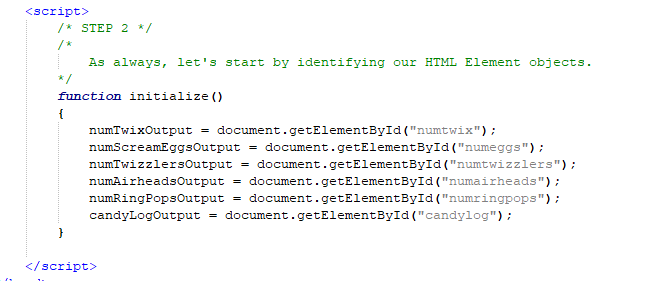 <script>
/* STEP 2 */
/*
As always, let's start by identifying our HTML Element objects.
*/
function initialize()
{
numTwixOutput = document.getElementById("numtwix");
numScreamEggsOutput = document.getElementById("numeggs");
numTwizzlersOutput = document.getElementById("numtwizzlers");
numAirheadsOutput = document.getElementById("numairheads");
numRingPopsOutput = document.getElementById("numringpops");
candyLogOutput = document.getElementById("candylog");
}
</script>